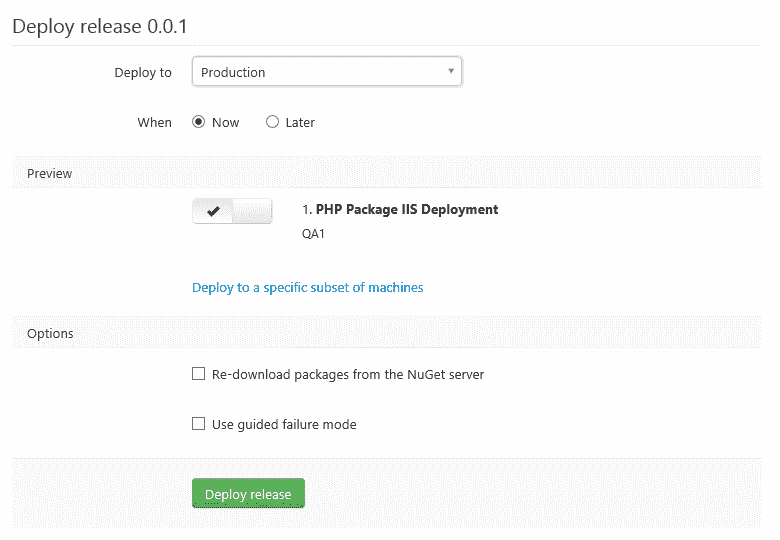 Deploy release 0.0.1
Deploy to Production
When Now Later
Preview
1. PHP Package IIS Deployment
QA1
Deploy to a specific subset of machines
Options
Re-download packages from the NuGet server
Use guided failure mode
Deploy release